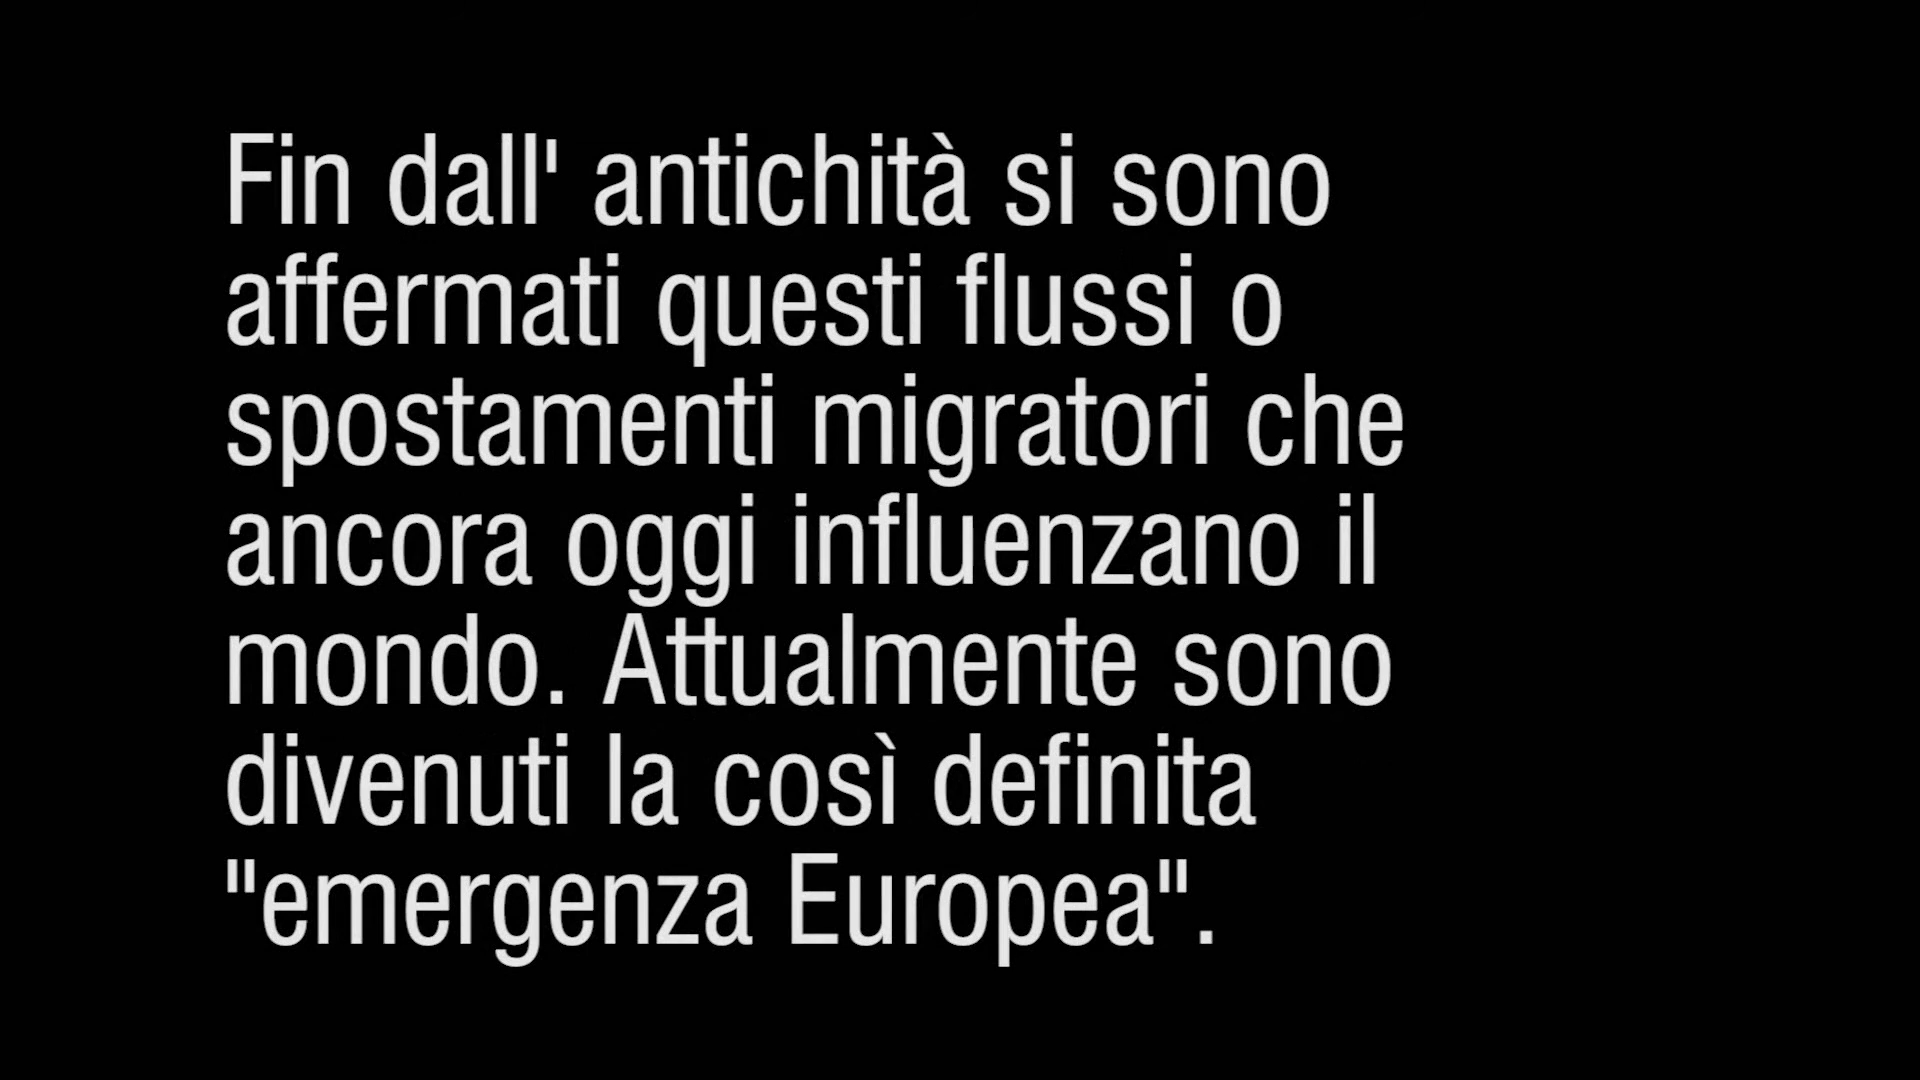 Fin dall' antichità si sono
affermati questi flussi o
spostamenti migratori che
ancora oggi influenzano il
mondo. Attualmente sono
divenuti la così definita
"emergenza Europea".